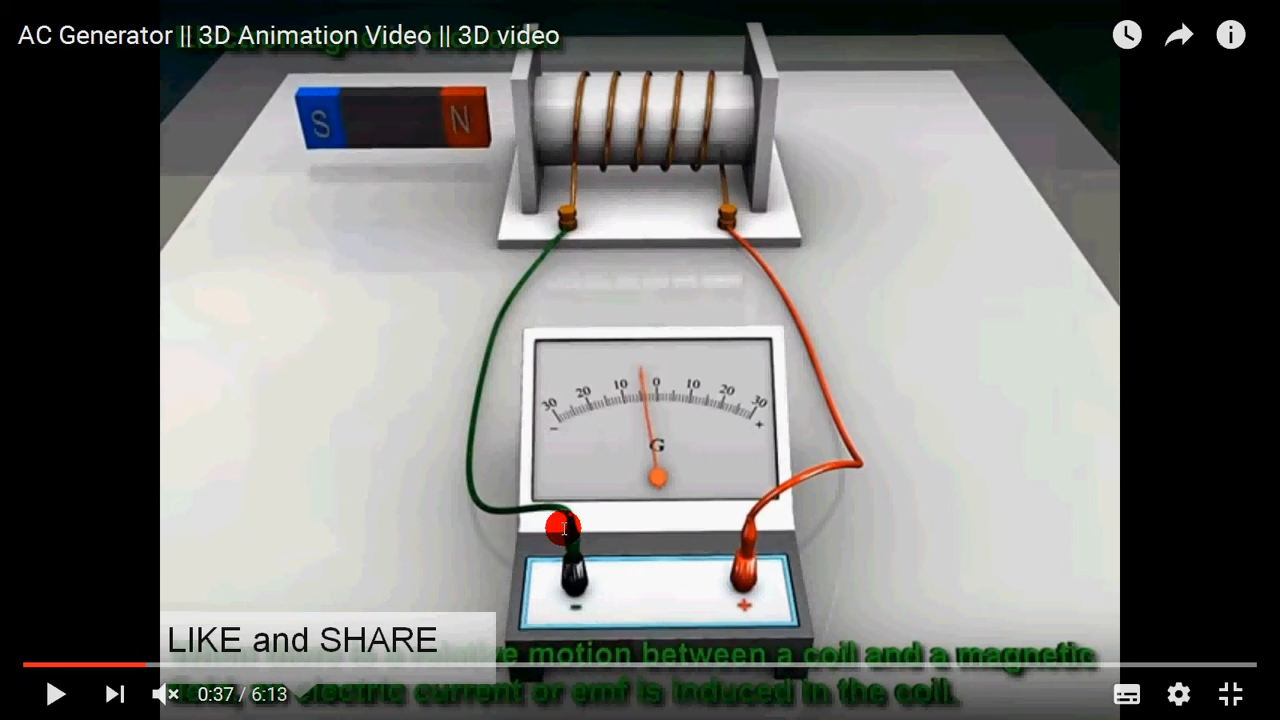 AC Generator || 3D Animation Video || 3D video
S
N
30 20 10 0 10 20 30
- +
G
- +
LIKE and SHARE
motion between a coil and a magnetic
electric current or emf is induced in the coil.
0:37 / 6:13